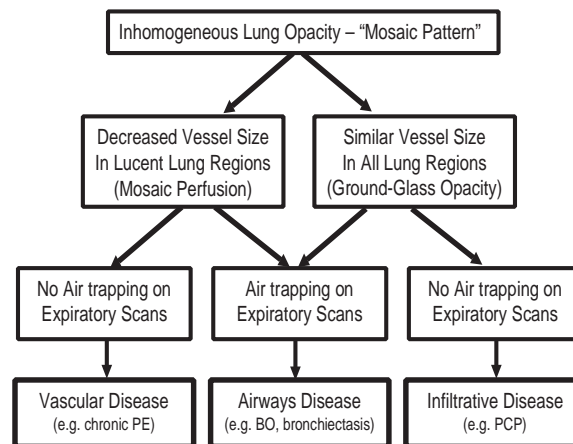 Inhomogeneous Lung Opacity – “Mosaic Pattern”
Decreased Vessel Size
In Lucent Lung Regions
(Mosaic Perfusion)
Similar Vessel Size
In All Lung Regions
(Ground-Glass Opacity)
No Air trapping on
Expiratory Scans
Air trapping on
Expiratory Scans
No Air trapping on
Expiratory Scans
Vascular Disease
(e.g. chronic PE)
Airways Disease
(e.g. BO, bronchiectasis)
Infiltrative Disease
(e.g. PCP)